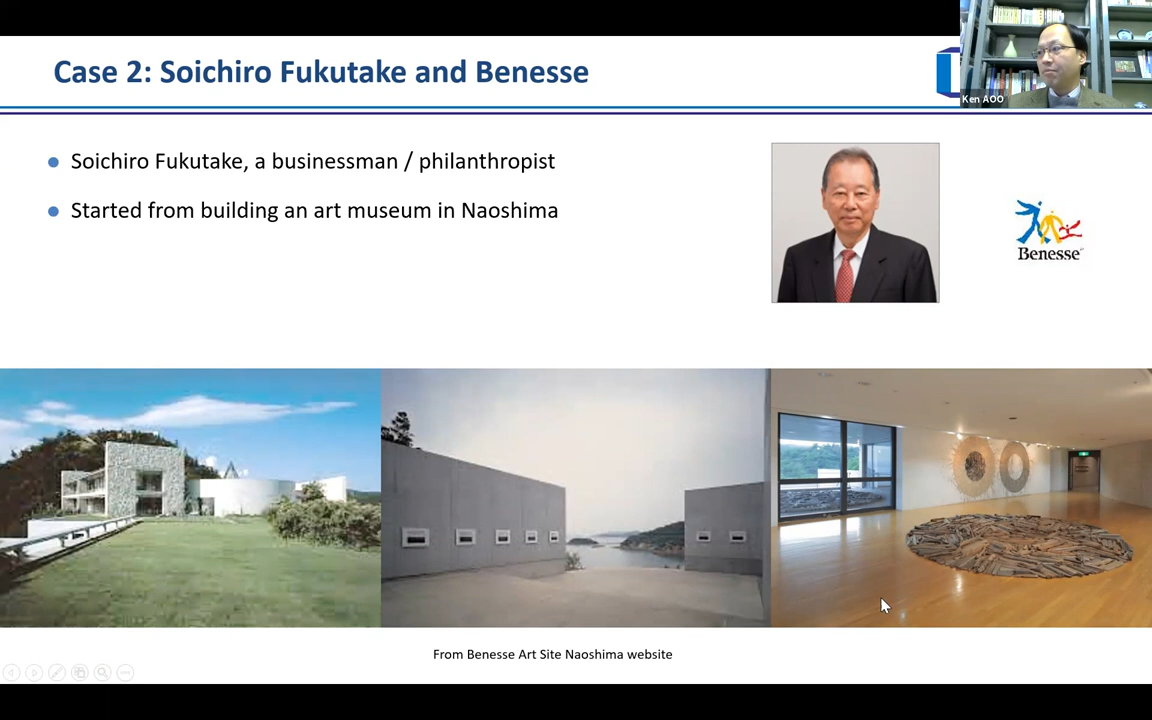 Case 2: Soichiro Fukutake and Benesse
Ken AOO
Soichiro Fukutake, a businessman / philanthropist
Started from building an art museum in Naoshima
Benesse
From Benesse Art Site Naoshima website